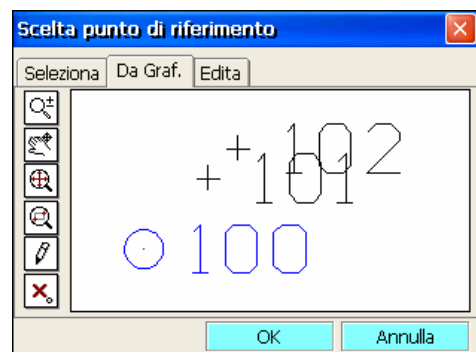 Scelta punto di riferimento
Seleziona Da Graf. Edita
102
101
100
OK Annulla